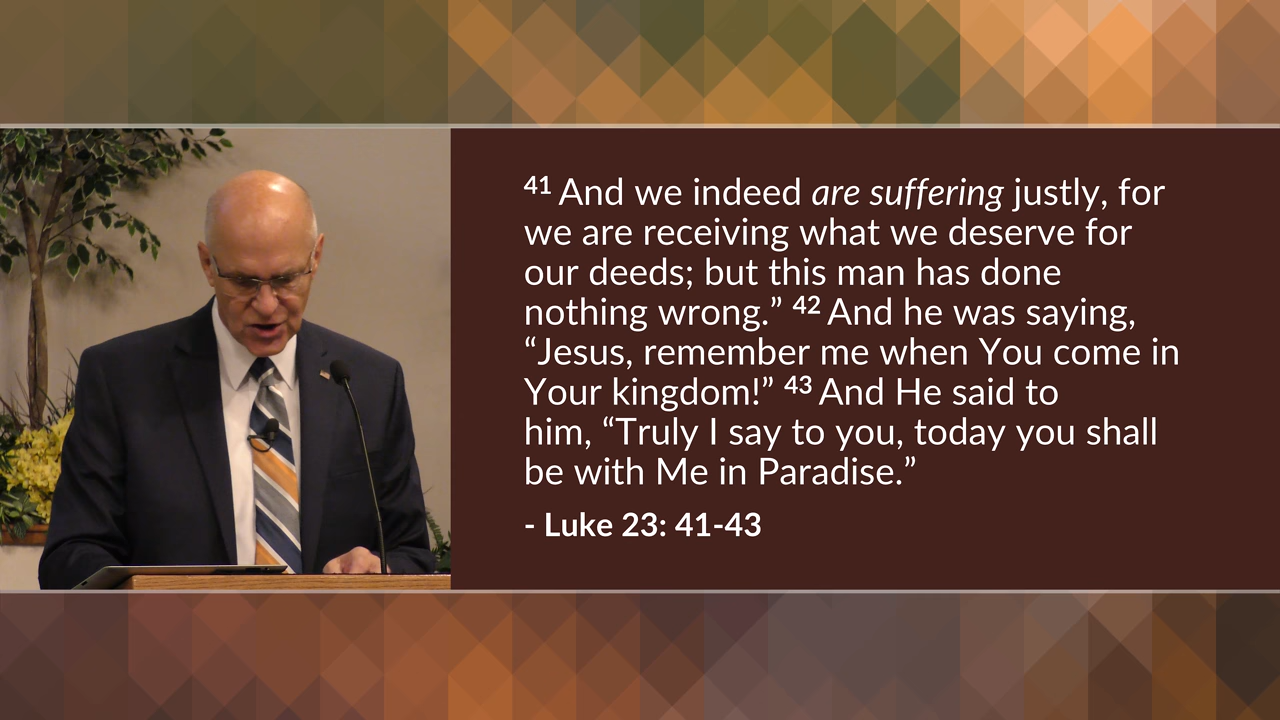 41 And we indeed are suffering justly, for
we are receiving what we deserve for
our deeds; but this man has done
nothing wrong.” 42 And he was saying,
“Jesus, remember me when You come in
Your kingdom!” 43 And He said to
him, “Truly I say to you, today you shall
be with Me in Paradise.”
- Luke 23: 41-43